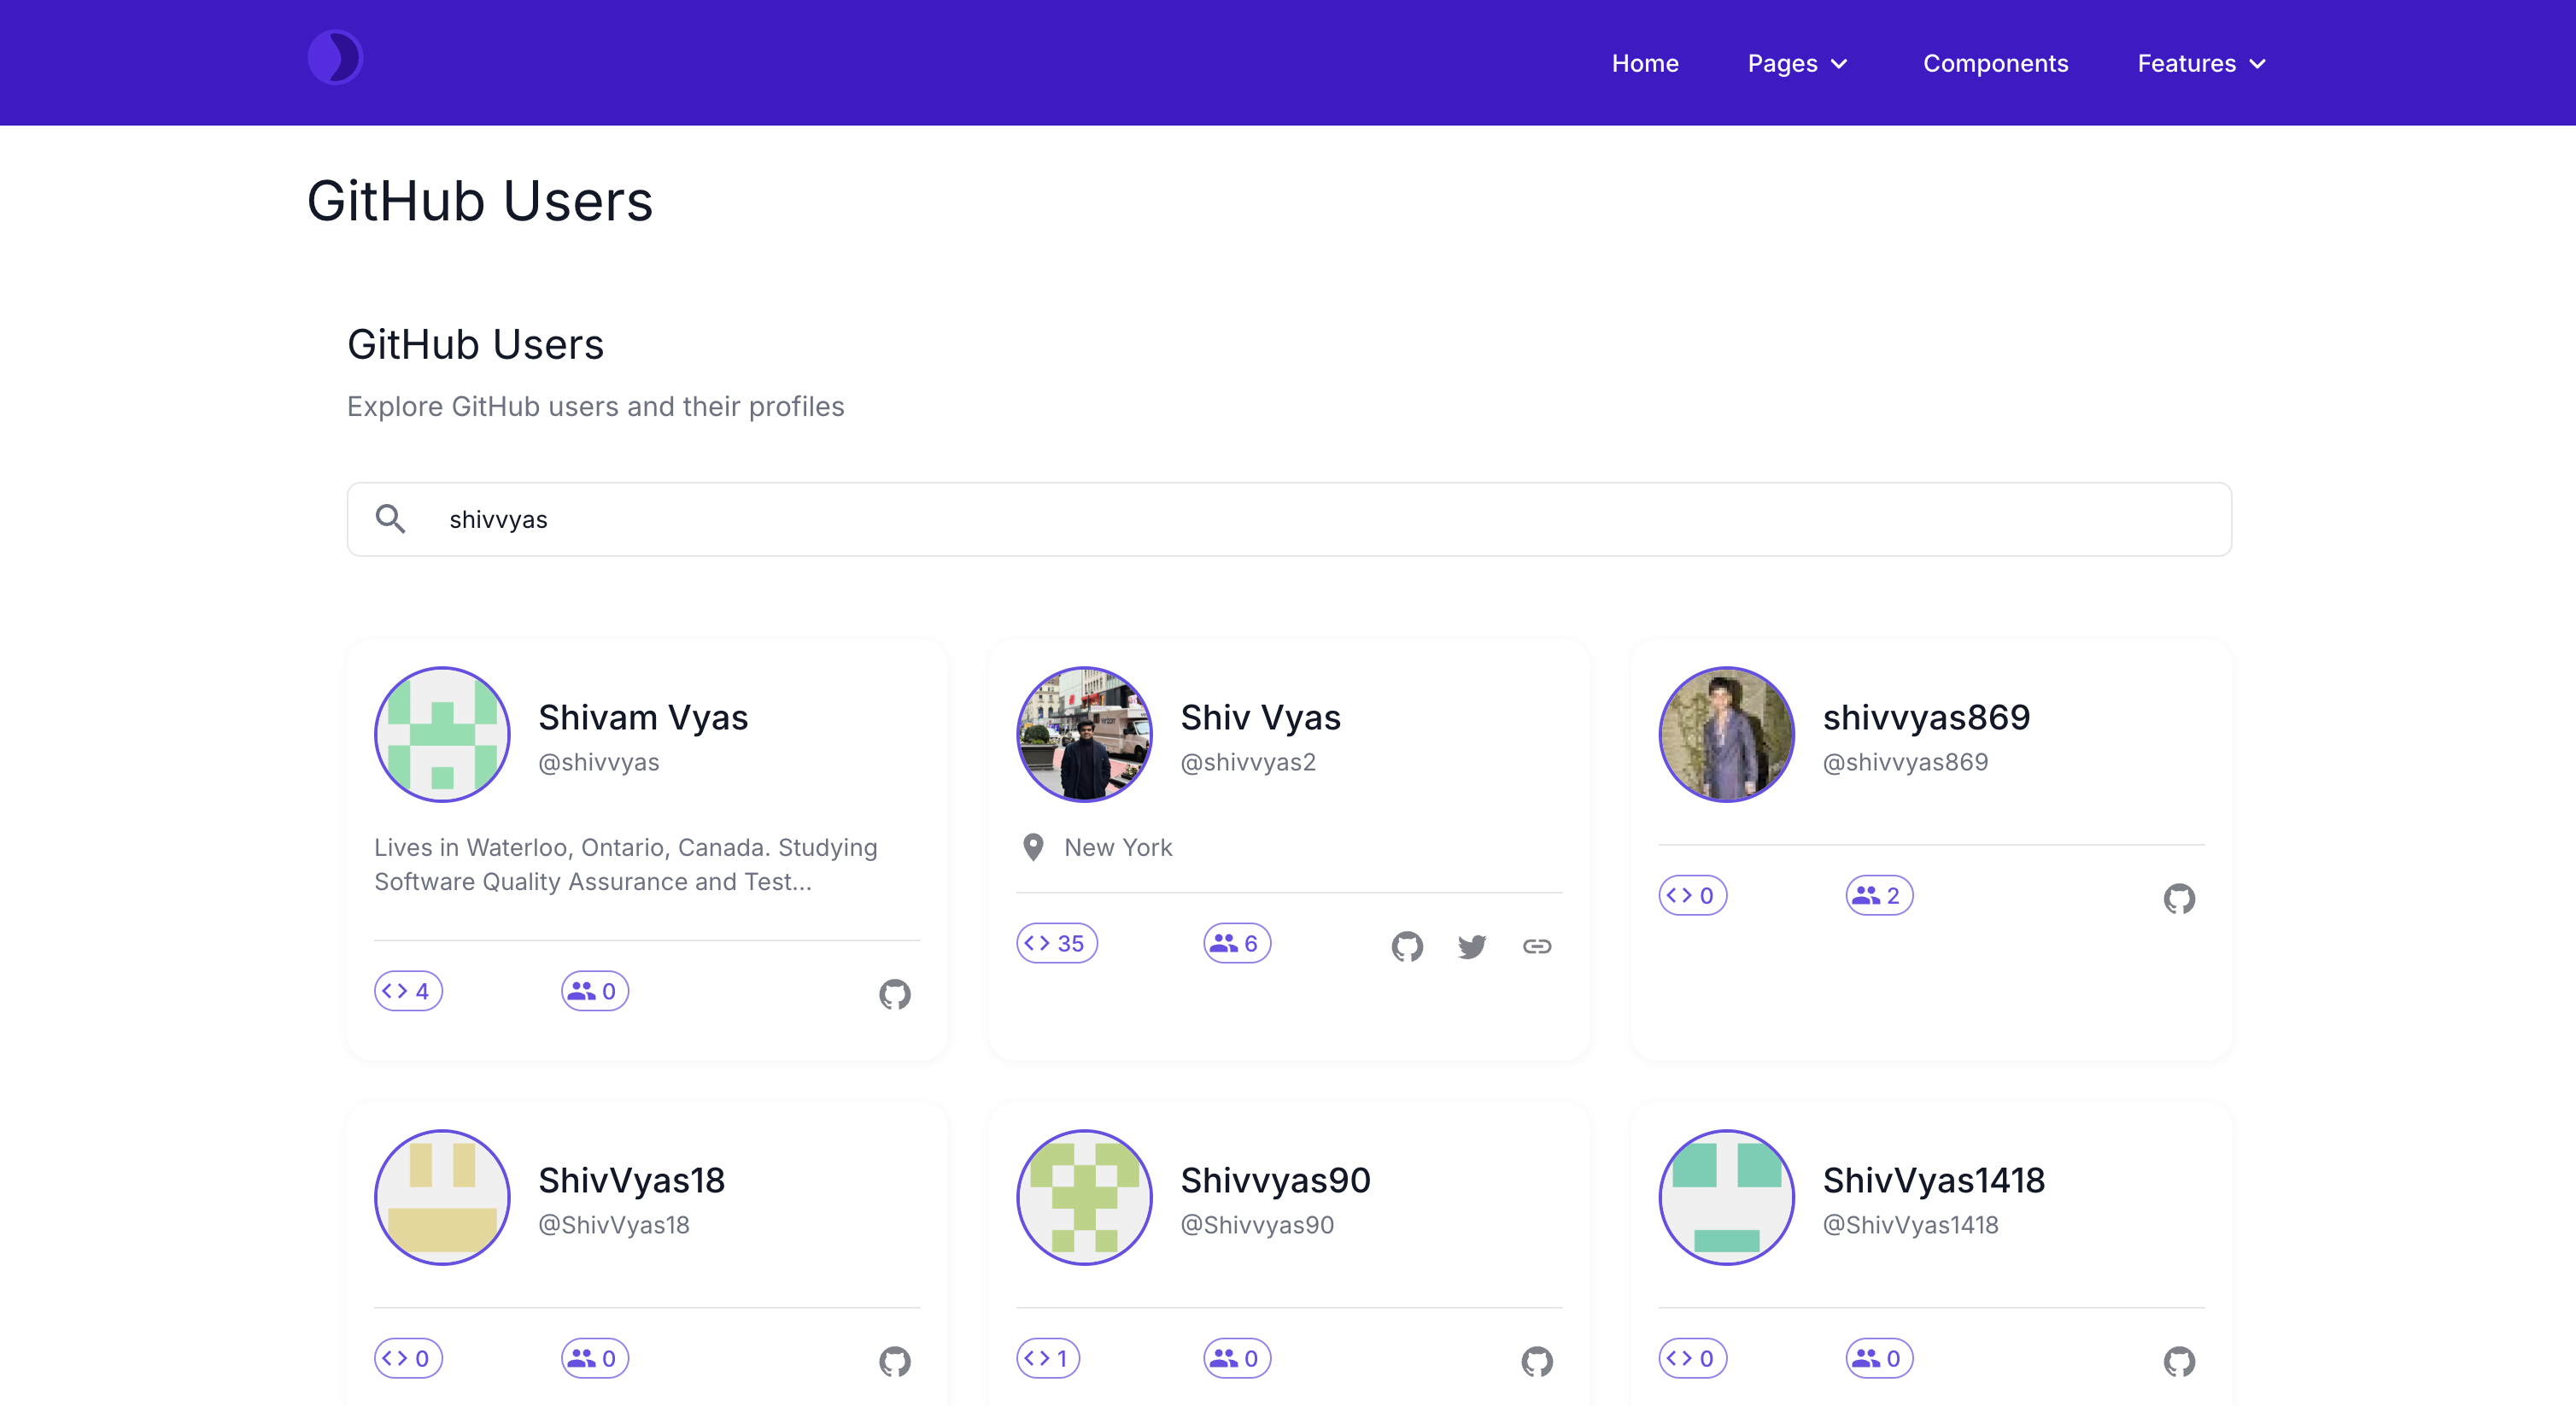 Home Pages Components Features
GitHub Users
GitHub Users
Explore GitHub users and their profiles
shivvyas
Shivam Vyas
@shivvyas
Lives in Waterloo, Ontario, Canada. Studying
Software Quality Assurance and Test...
4 0
Shiv Vyas
@shivvyas2
New York
35 6
shivvyas869
@shivvyas869
0 2
ShivVyas18
@ShivVyas18
0 0
Shivvyas90
@Shivvyas90
1 0
ShivVyas1418
@ShivVyas1418
0 0